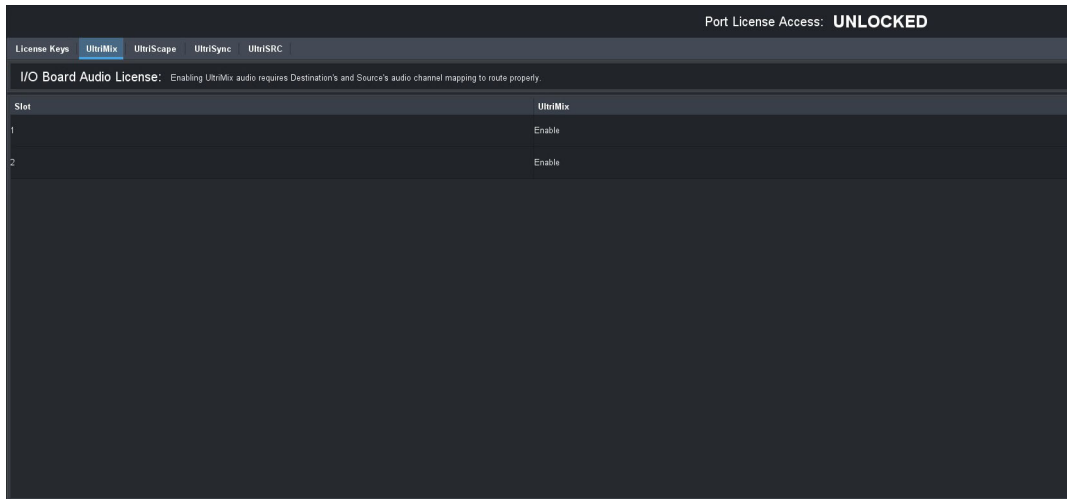 Port License Access: UNLOCKED
License Keys UltriMix UltriScape UltriSync UltriSRC
I/O Board Audio License: Enabling UltriMix audio requires Destination's and Source's audio channel mapping to route properly.
Slot UltriMix
1 Enable
2 Enable